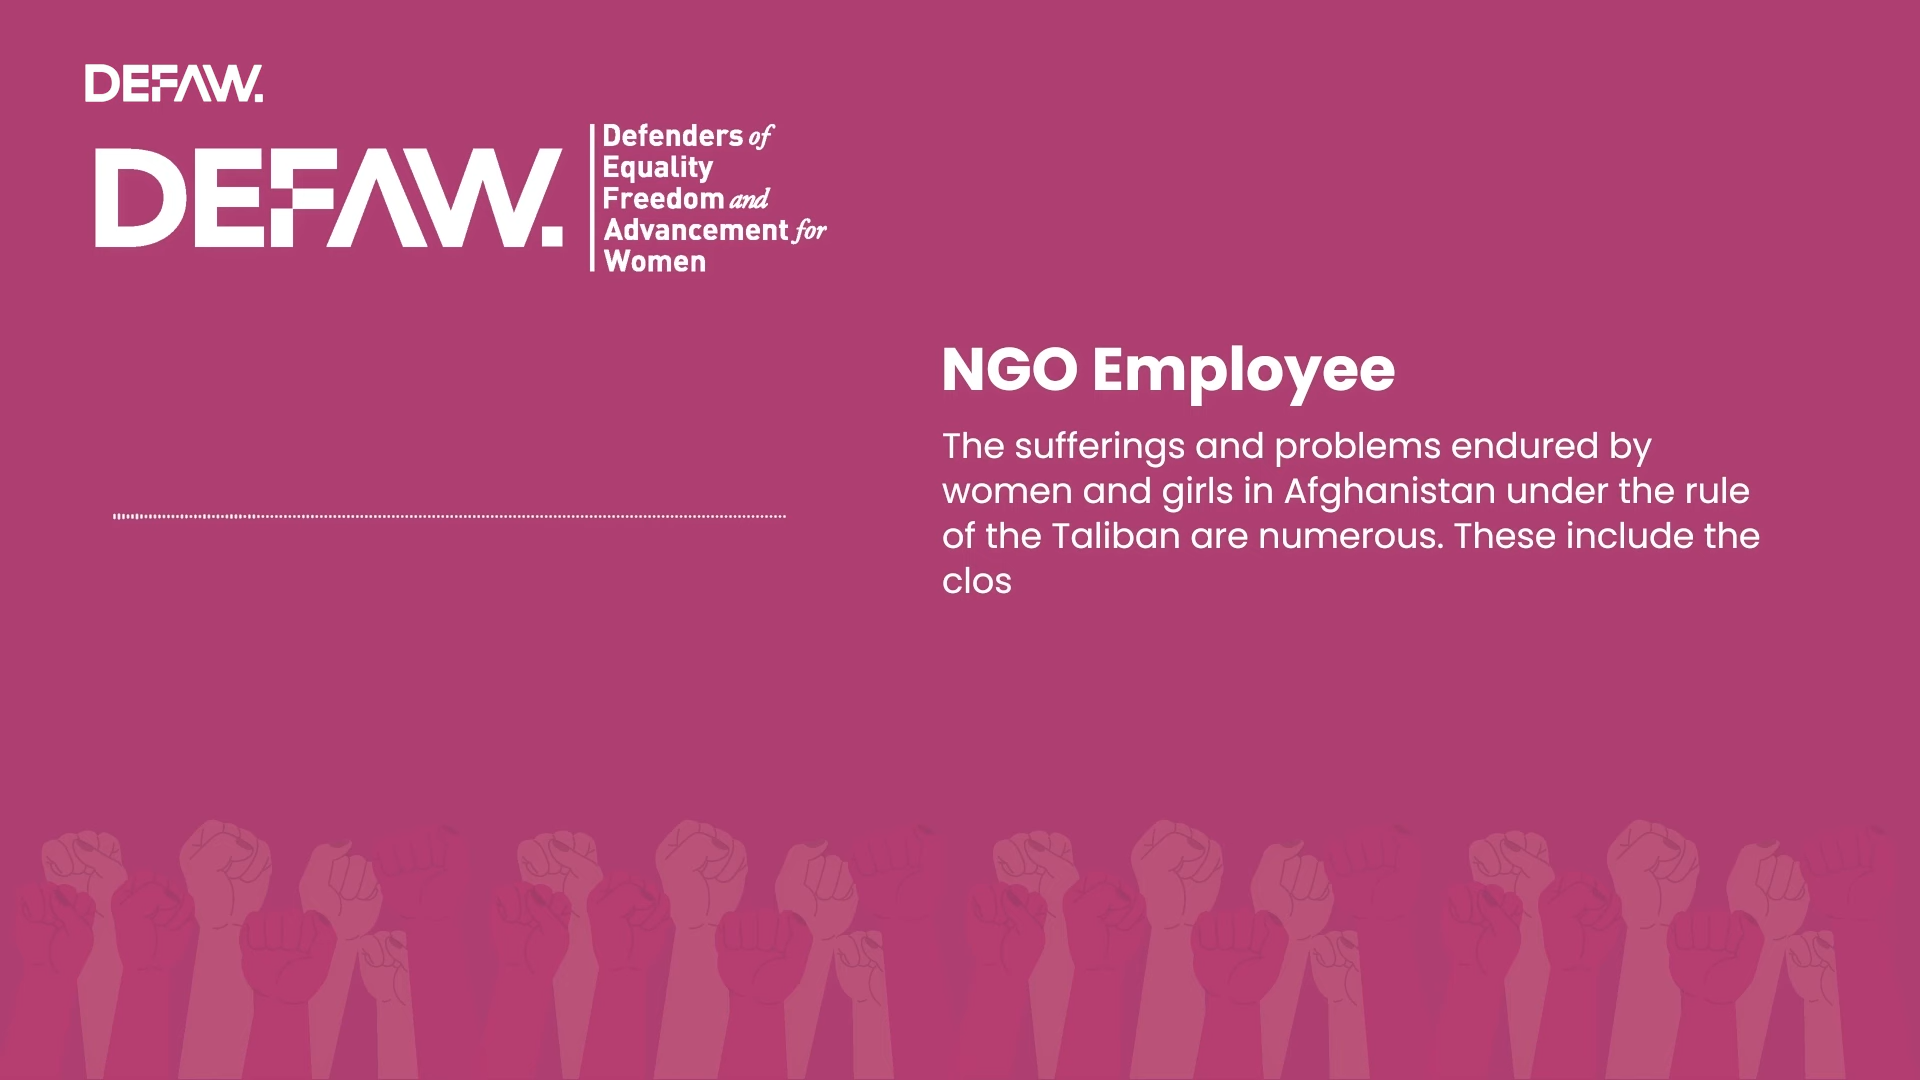 DEFAW.
DEFAW.
Defenders of
Equality
Freedom and
Advancement for
Women
NGO Employee
The sufferings and problems endured by
women and girls in Afghanistan under the rule
of the Taliban are numerous. These include the
clos